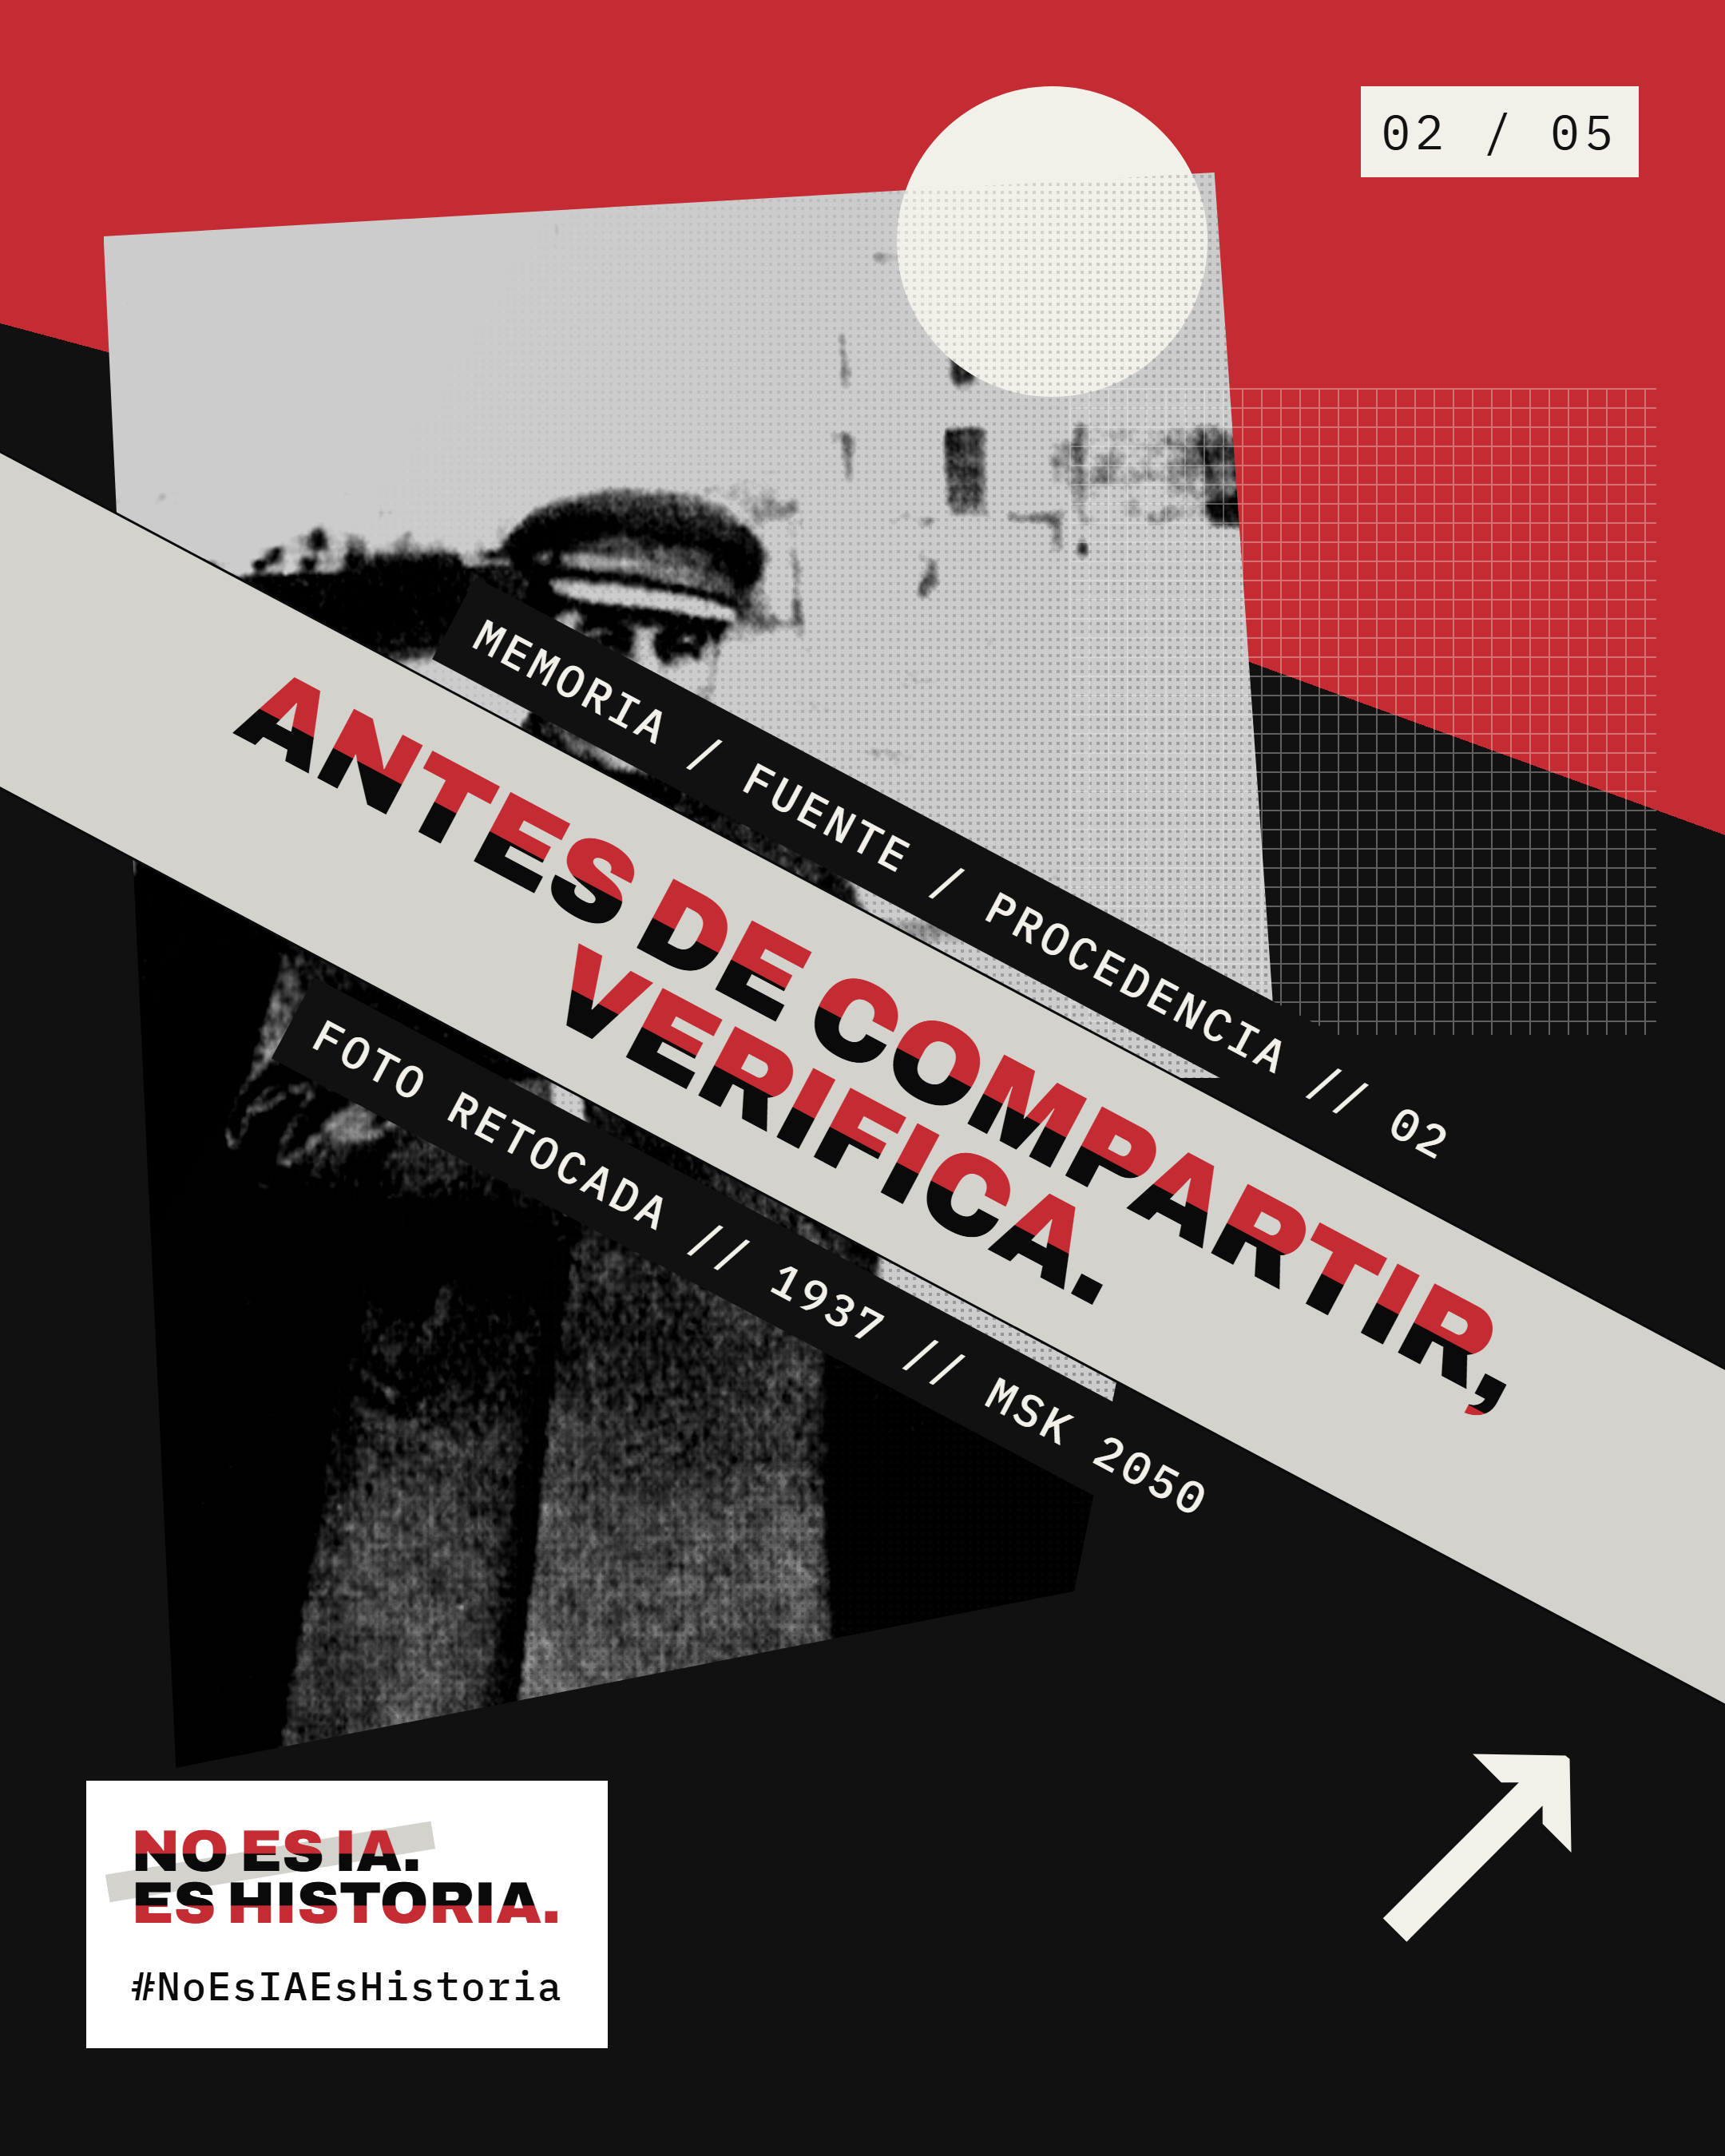 02 / 05
MEMORIA / FUENTE / PROCEDENCIA // 02
ANTES DE COMPARTIR,
VERIFICA.
FOTO RETOCADA // 1937 // MSK 2050
NO ES IA.
ES HISTORIA.
#NoEsIAEsHistoria